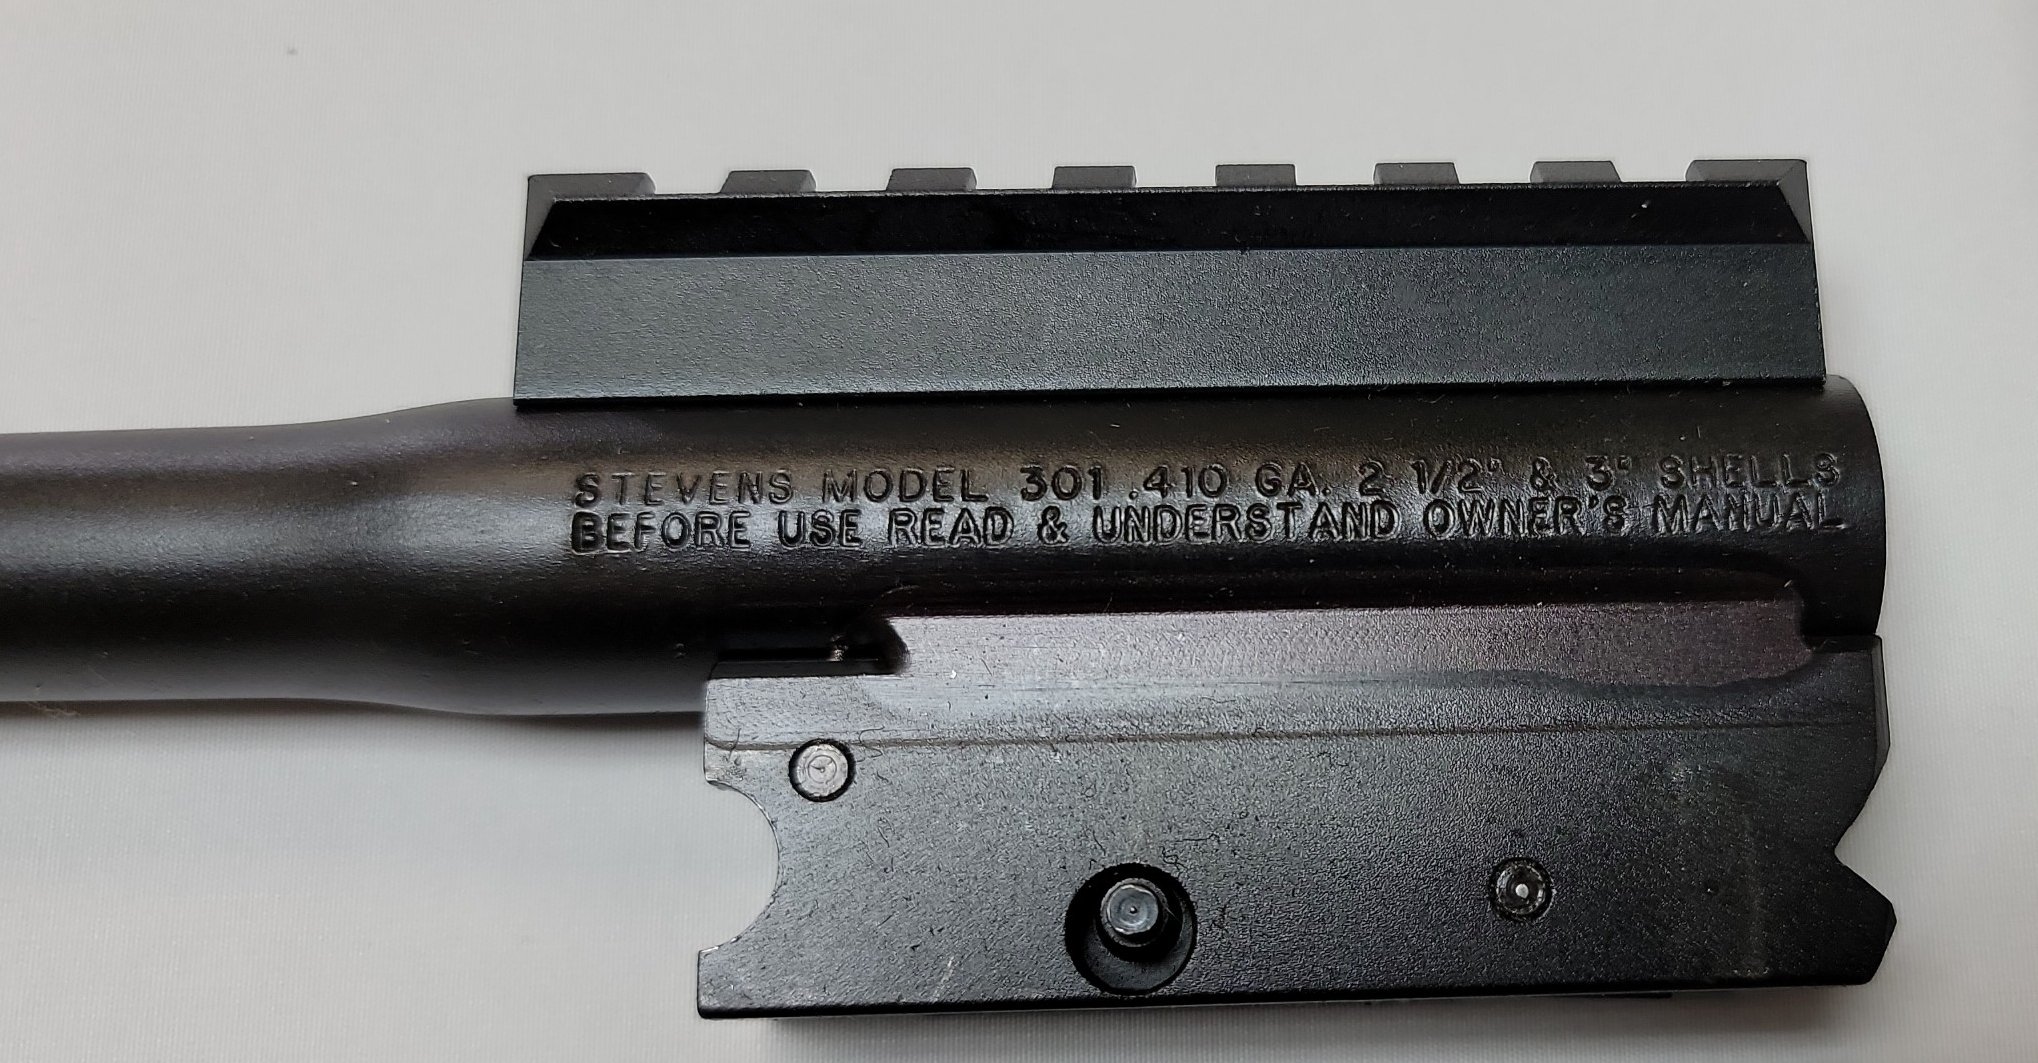 STEVENS MODEL 301 .410 GA. 2 1/2" & 3" SHELLS
BEFORE USE READ & UNDERSTAND OWNER'S MANUAL